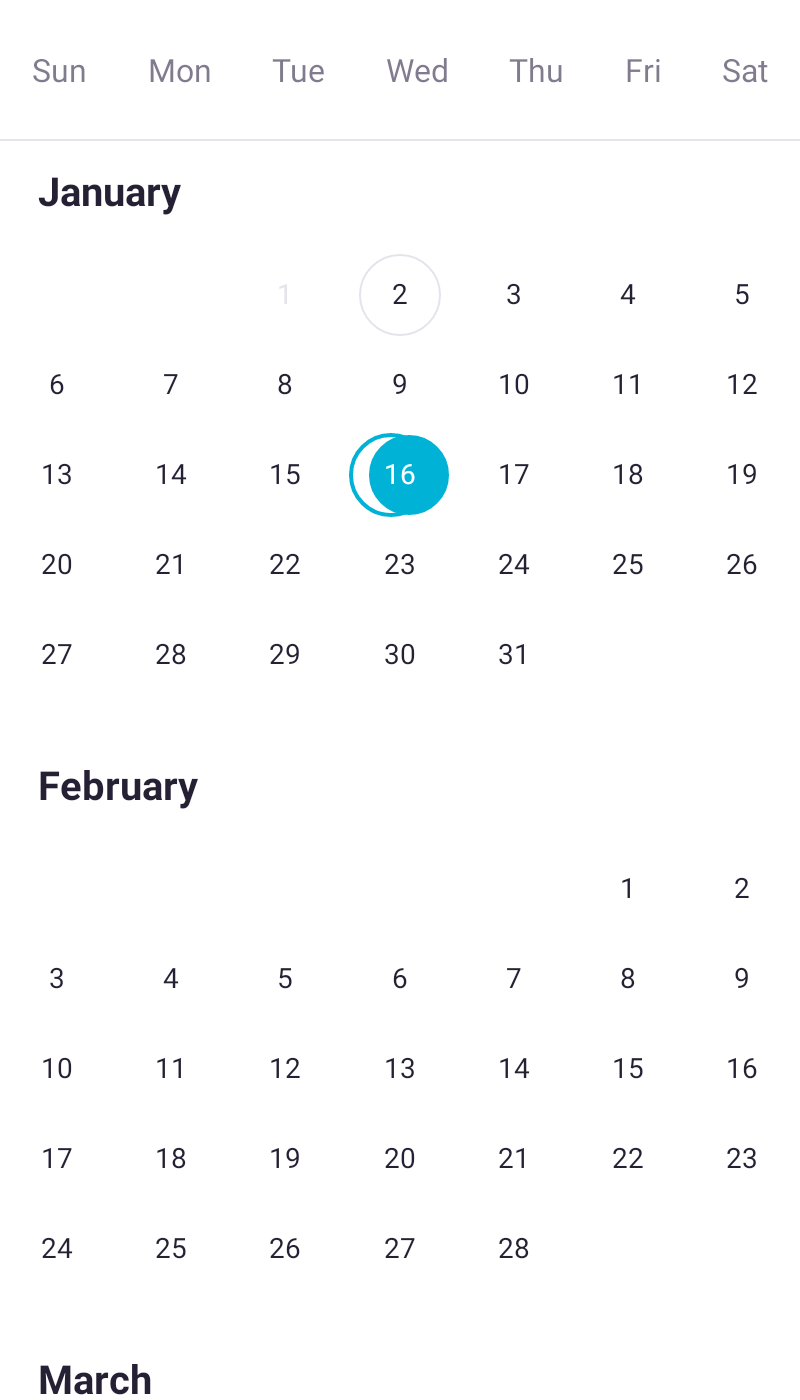 Sun Mon Tue Wed Thu Fri Sat
January
1 2 3 4 5
6 7 8 9 10 11 12
13 14 15 16 17 18 19
20 21 22 23 24 25 26
27 28 29 30 31
February
1 2
3 4 5 6 7 8 9
10 11 12 13 14 15 16
17 18 19 20 21 22 23
24 25 26 27 28
March